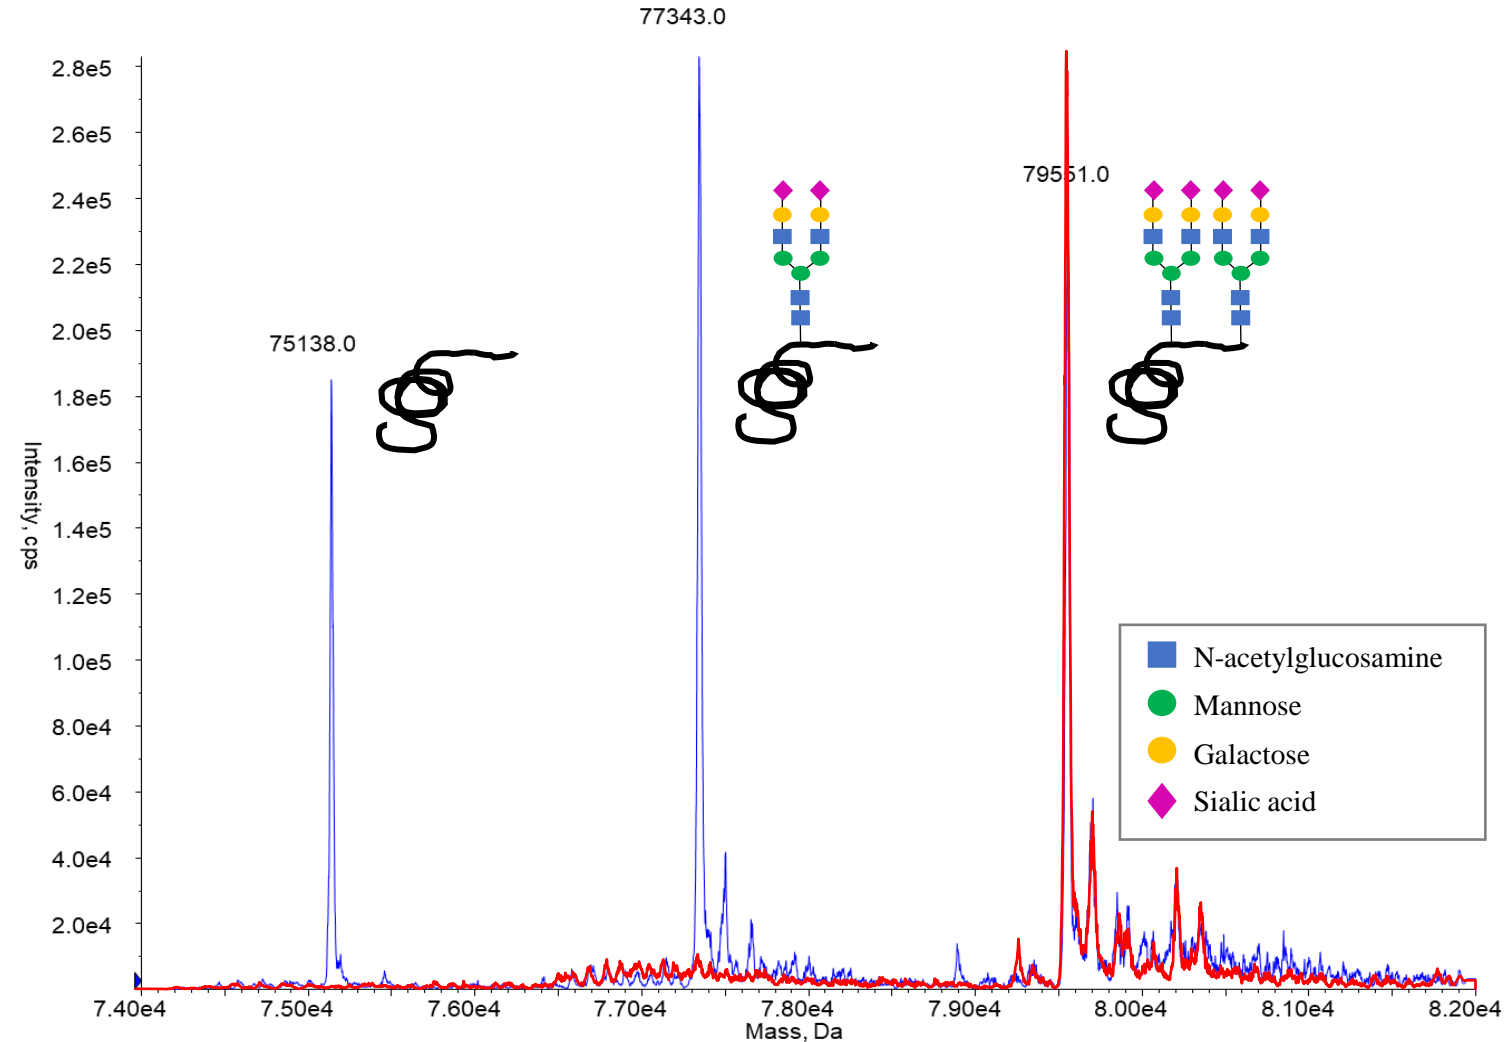 77343.0
2.8e5
2.6e5
79551.0
2.4e5
2.2e5
2.0e5
75138.0
1.8e5
1.6e5
Intensity, cps
1.4e5
1.2e5
1.0e5
N-acetylglucosamine
Mannose
8.0e4
Galactose
6.0e4
Sialic acid
4.0e4
2.0e4
7.40e4 7.50e4 7.60e4 7.70e4 7.80e4 7.90e4 8.00e4 8.10e4 8.20e4
Mass, Da